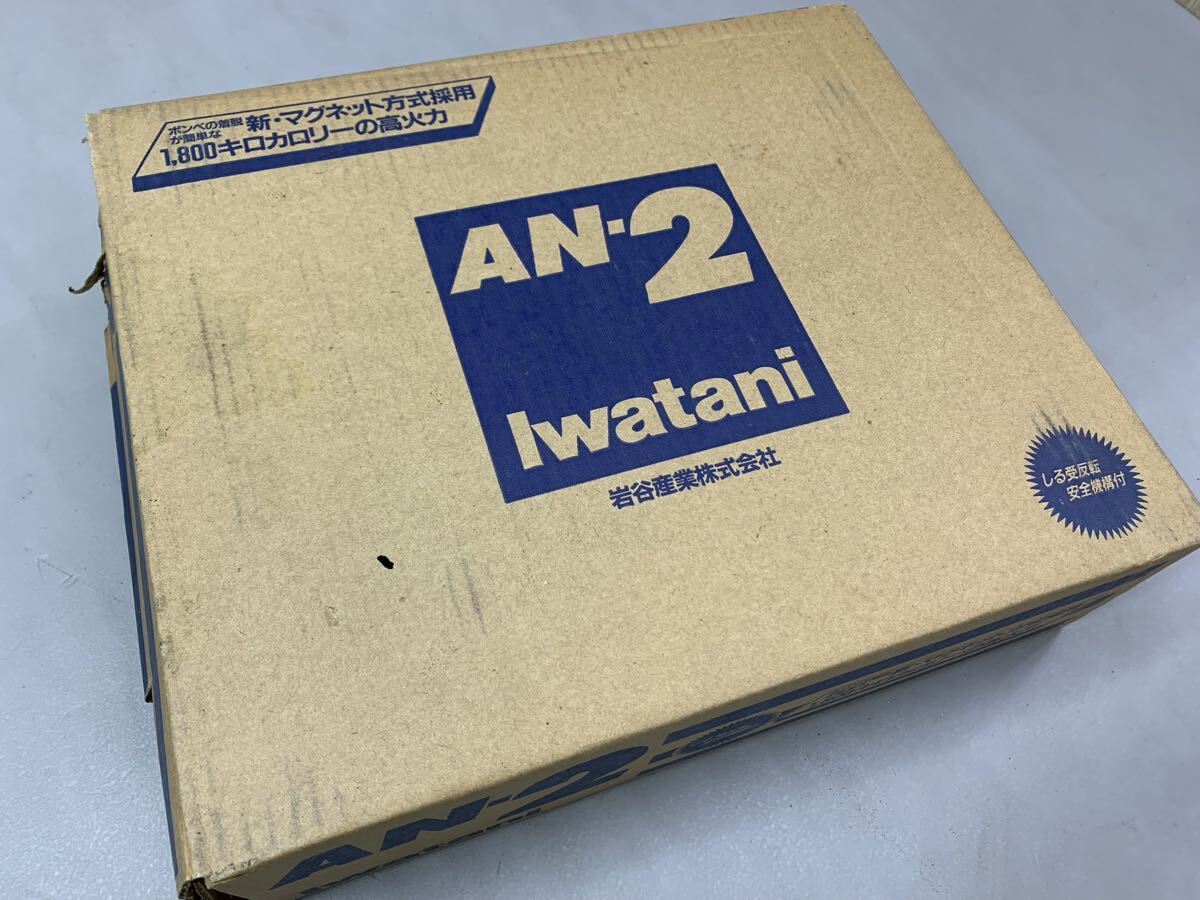 ボンベの着脱が簡単な 新・マグネット方式採用
1,800キロカロリーの高火力
AN-2
Iwatani
岩谷産業株式会社
しる受反転
安全機構付
AN-2